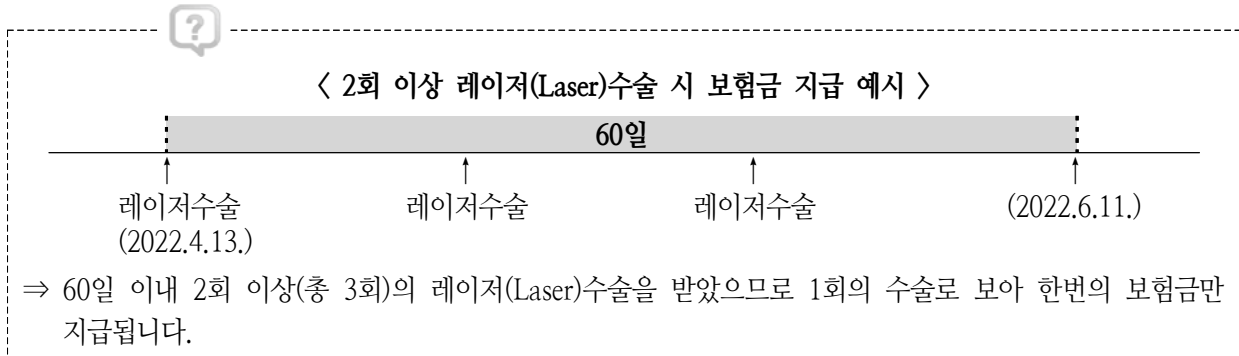 ?
〈 2회 이상 레이저(Laser)수술 시 보험금 지급 예시 〉
60일
레이저수술 레이저수술 레이저수술 (2022.6.11.)
(2022.4.13.)
⇒ 60일 이내 2회 이상(총 3회)의 레이저(Laser)수술을 받았으므로 1회의 수술로 보아 한번의 보험금만
지급됩니다.